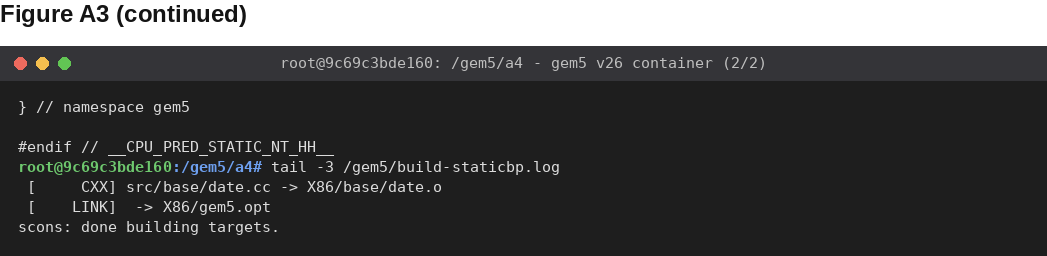 Figure A3 (continued)
root@9c69c3bde160: /gem5/a4 - gem5 v26 container (2/2)
} // namespace gem5
#endif // __CPU_PRED_STATIC_NT_HH__
root@9c69c3bde160:/gem5/a4# tail -3 /gem5/build-staticbp.log
 [     CXX] src/base/date.cc -> X86/base/date.o
 [    LINK]  -> X86/gem5.opt
scons: done building targets.